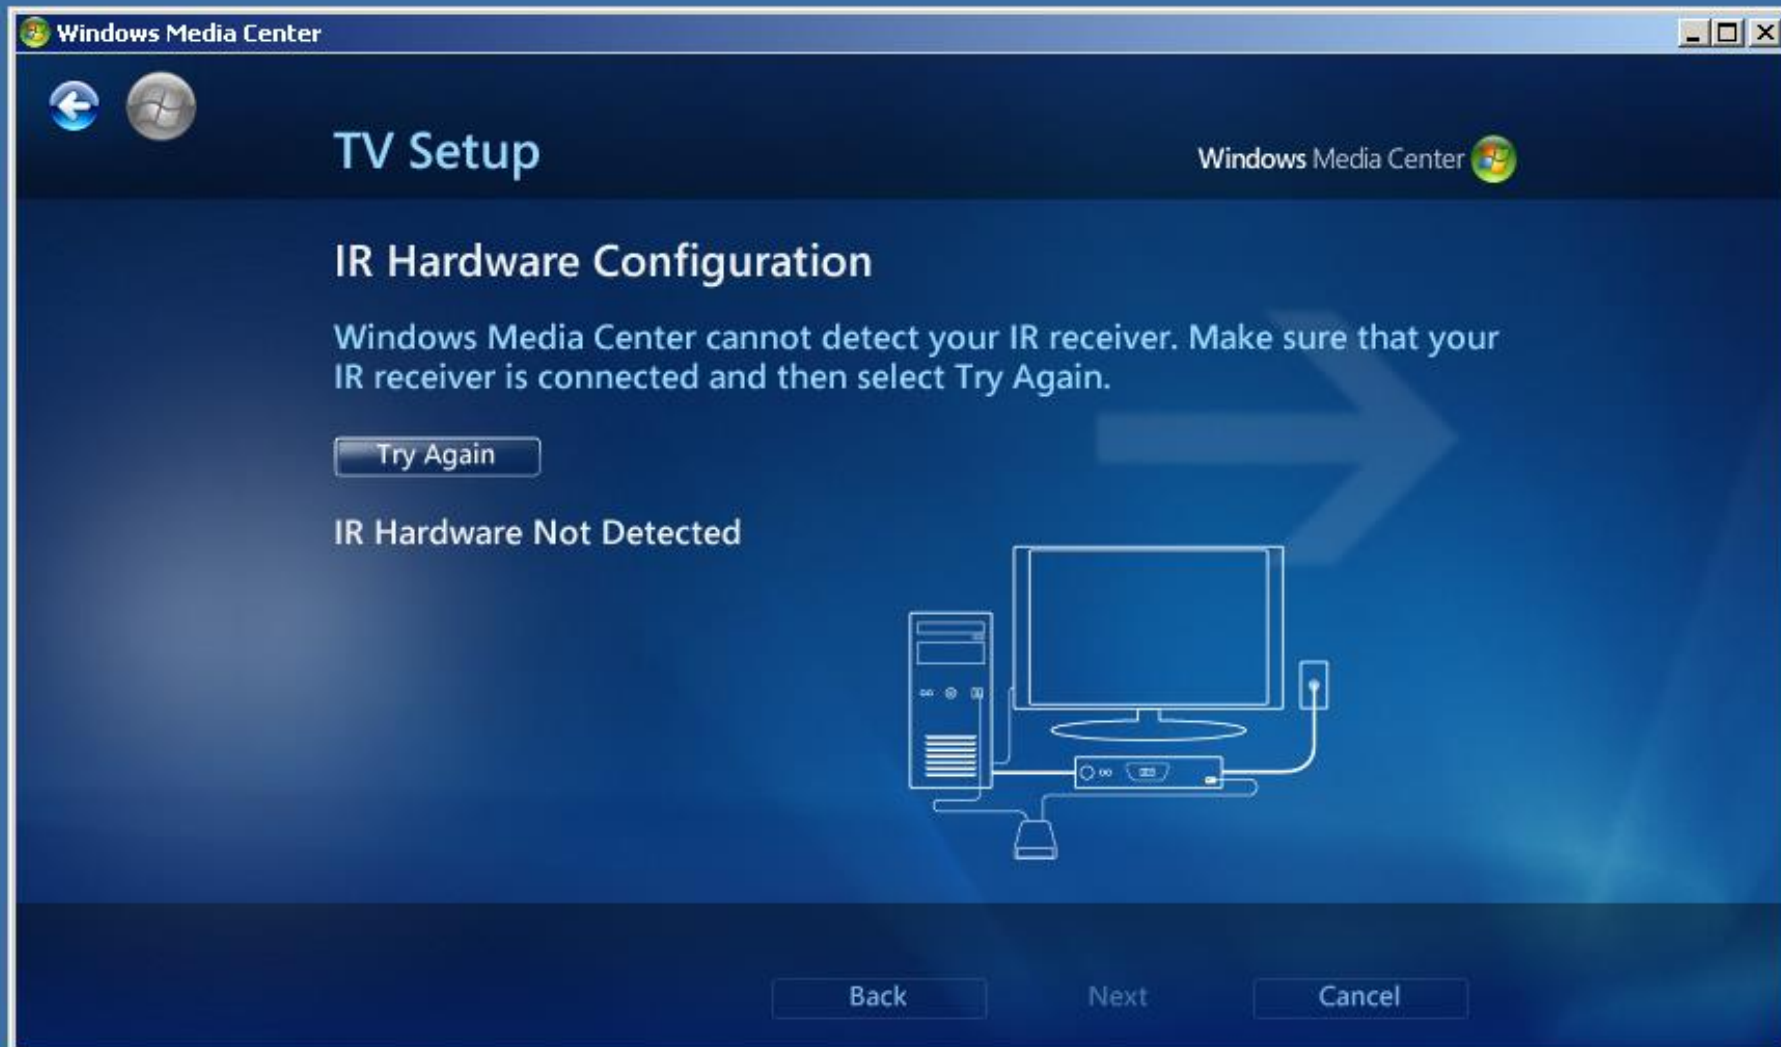 Windows Media Center
TV Setup
Windows Media Center
IR Hardware Configuration
Windows Media Center cannot detect your IR receiver. Make sure that your
IR receiver is connected and then select Try Again.
Try Again
IR Hardware Not Detected
Back Next Cancel